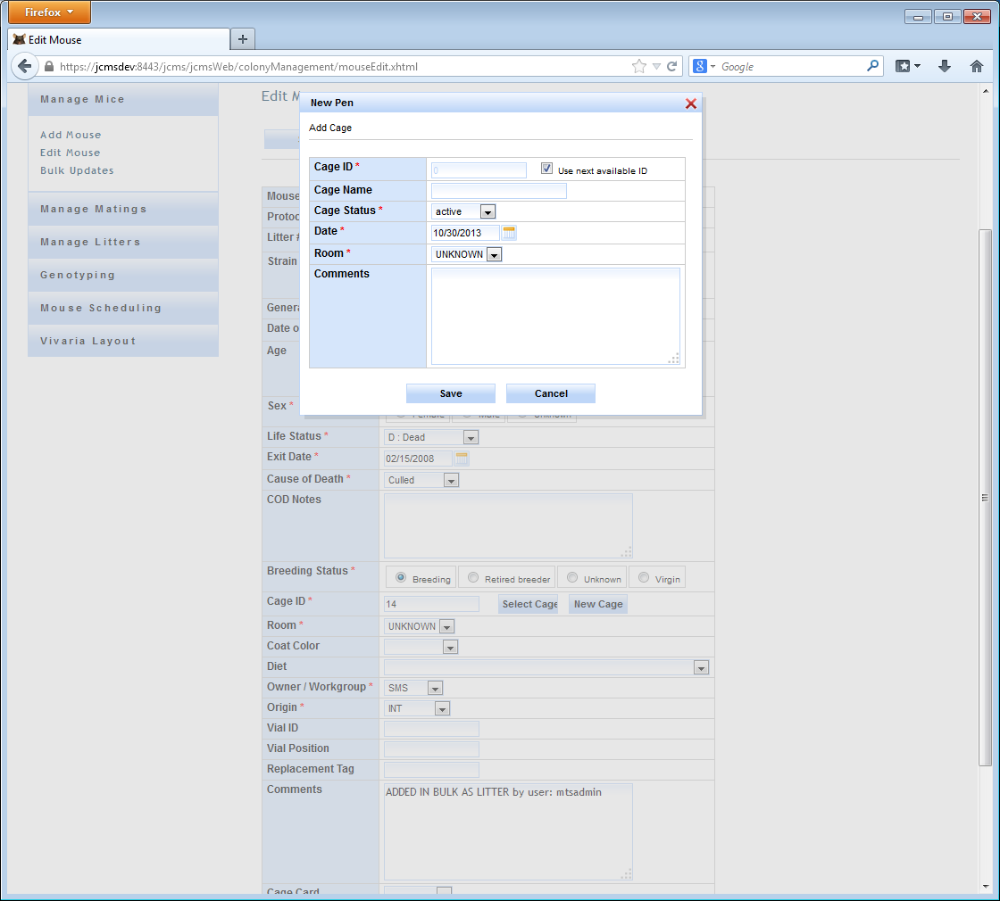 Firefox
Edit Mouse
https://jcmsdev:8443/jcms/jcmsWeb/colonyManagement/mouseEdit.xhtml
8 Google
Manage Mice
Add Mouse
Edit Mouse
Bulk Updates
Manage Matings
Manage Litters
Genotyping
Mouse Scheduling
Vivaria Layout
Edit M
New Pen
Add Cage
Cage ID * 0 Use next available ID
Cage Name
Cage Status * active
Date * 10/30/2013
Room * UNKNOWN
Comments
Save Cancel
Mouse
Protoc
Litter #
Strain
Genera
Date o
Age
Sex * Female Male Unknown
Life Status * D : Dead
Exit Date * 02/15/2008
Cause of Death * Culled
COD Notes
Breeding Status * Breeding Retired breeder Unknown Virgin
Cage ID * 14 Select Cage New Cage
Room * UNKNOWN
Coat Color
Diet
Owner / Workgroup * SMS
Origin * INT
Vial ID
Vial Position
Replacement Tag
Comments ADDED IN BULK AS LITTER by user: mtsadmin
Cage Card